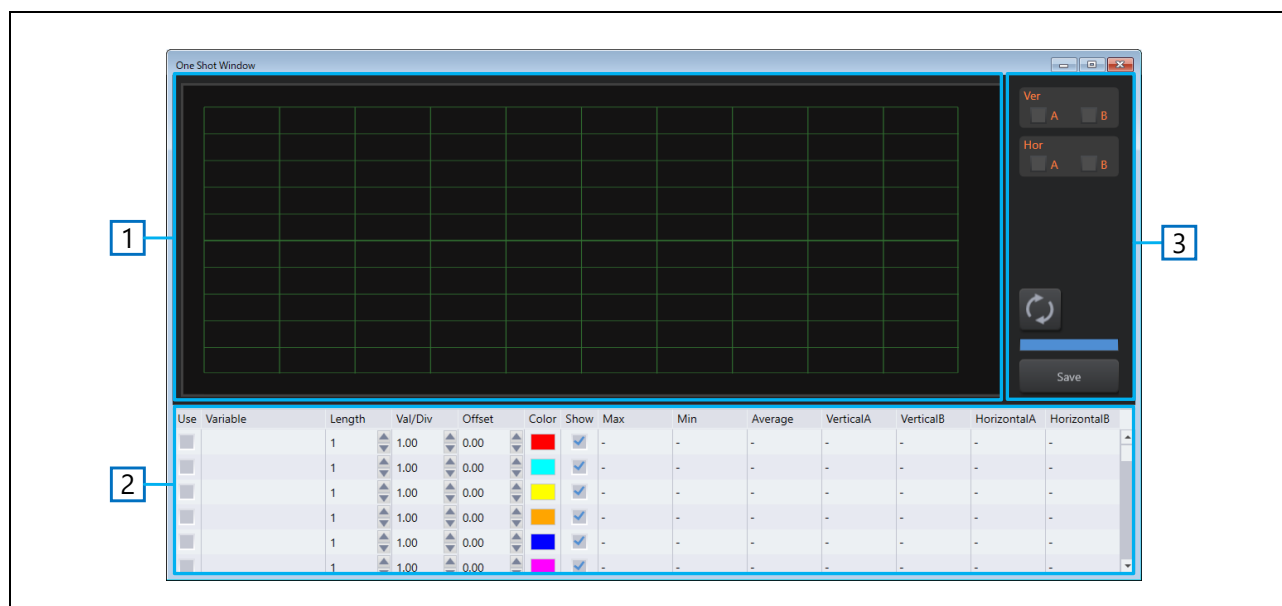 One Shot Window
Ver
A B
Hor
A B
1
3
Save
Use Variable Length Val/Div Offset Color Show Max Min Average VerticalA VerticalB HorizontalA HorizontalB
1 1.00 0.00 - - - - - - -
1 1.00 0.00 - - - - - - -
2
1 1.00 0.00 - - - - - - -
1 1.00 0.00 - - - - - - -
1 1.00 0.00 - - - - - - -
1 1.00 0.00 - - - - - - -